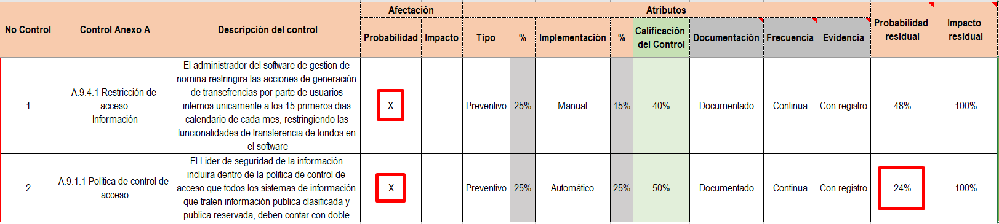 Afectación
Atributos
No Control
Control Anexo A
Descripción del control
Probabilidad
Impacto
Tipo
%
Implementación
%
Calificación
del Control
Documentación
Frecuencia
Evidencia
Probabilidad
residual
Impacto
residual
1
A.9.4.1 Restricción de
acceso
Información
El administrador del software de gestion de
nomina restringira las acciones de generación
de transefrencias por parte de usuarios
internos unicamente a los 15 primeros dias
calendario de cada mes, restringiendo las
funcionalidades de transferencia de fondos en
el software
X
Preventivo
25%
Manual
15%
40%
Documentado
Continua
Con registro
48%
100%
2
A.9.1.1 Politica de control de
acceso
El Lider de seguridad de la información
incluira dentro de la politica de control de
acceso que todos los sistemas de información
que traten información publica clasificada y
publica reservada, deben contar con doble
X
Preventivo
25%
Automático
25%
50%
Documentado
Continua
Con registro
24%
100%